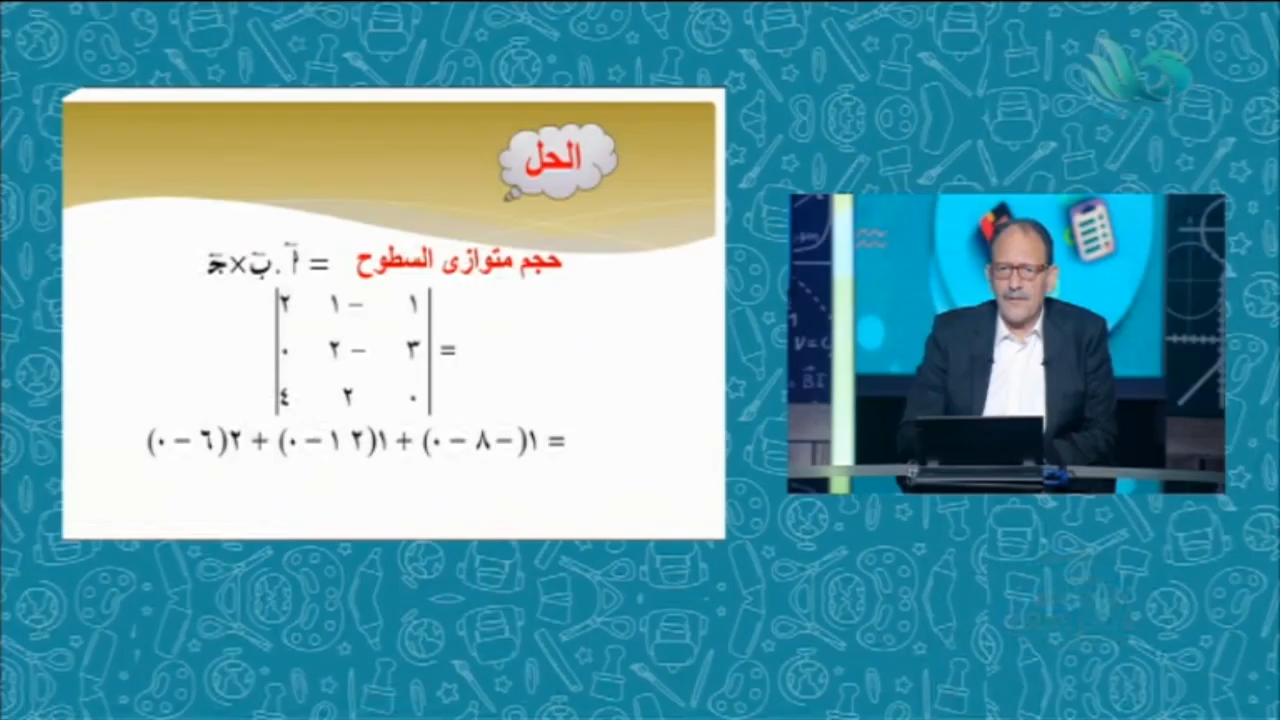 الحل
حجم متوازى السطوح = أَ . بَ × جَـ
= | ١ − ١ ٢ |
٣ − ٢ ٠
٠ ٢ ٤
= ١(−٨ − ٠) + ١(١٢ − ٠) + ٢(٦ − ٠)